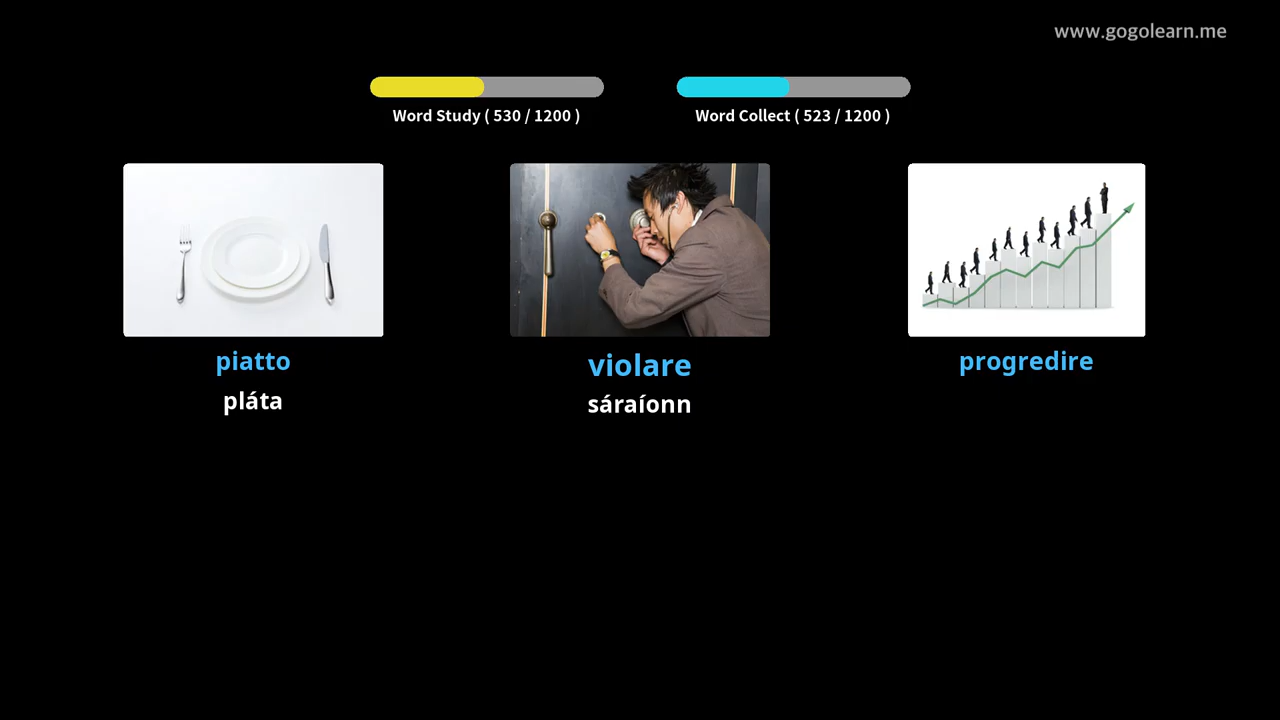 www.gogolearn.me
Word Study ( 530 / 1200 )
Word Collect ( 523 / 1200 )
piatto
violare
progredire
pláta
sáraíonn